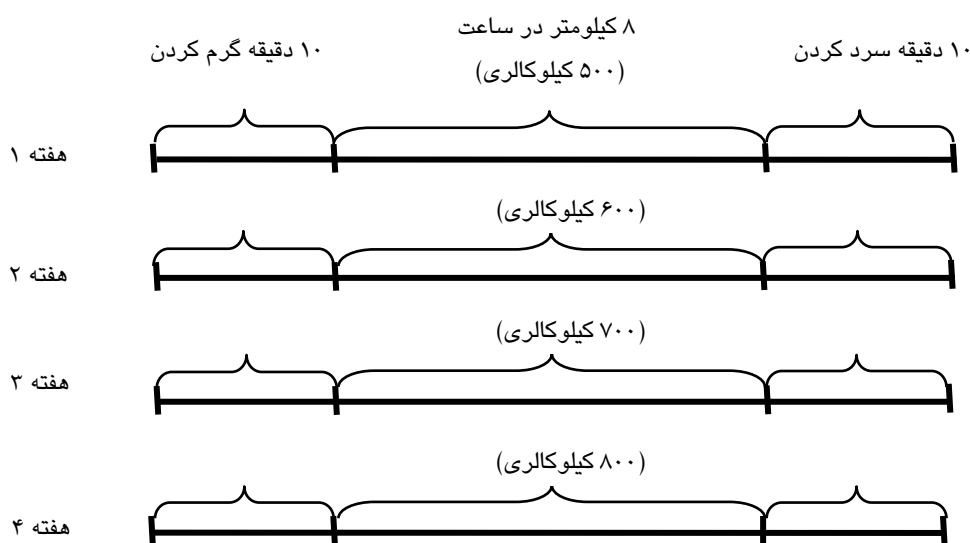 ۸ کیلومتر در ساعت
۱۰ دقیقه سرد کردن
۱۰ دقیقه گرم کردن
(۵۰۰ کیلوکالری)
هفته ۱
(۶۰۰ کیلوکالری)
هفته ۲
(۷۰۰ کیلوکالری)
هفته ۳
(۸۰۰ کیلوکالری)
هفته ۴